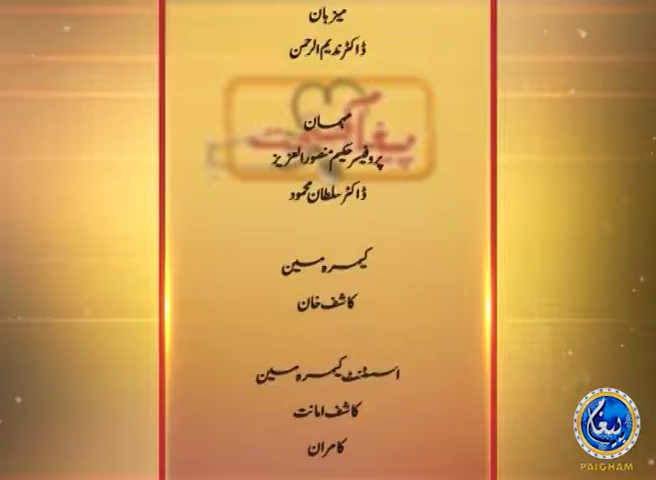 میزبان
ڈاکٹر ندیم الرحمن
مہمان
پروفیسر حکیم منصور العزیز
ڈاکٹر سلطان محمود
کیمرہ مین
کاشف خان
اسسٹنٹ کیمرہ مین
کاشف امانت
کامران
پیغام
PAIGHAM